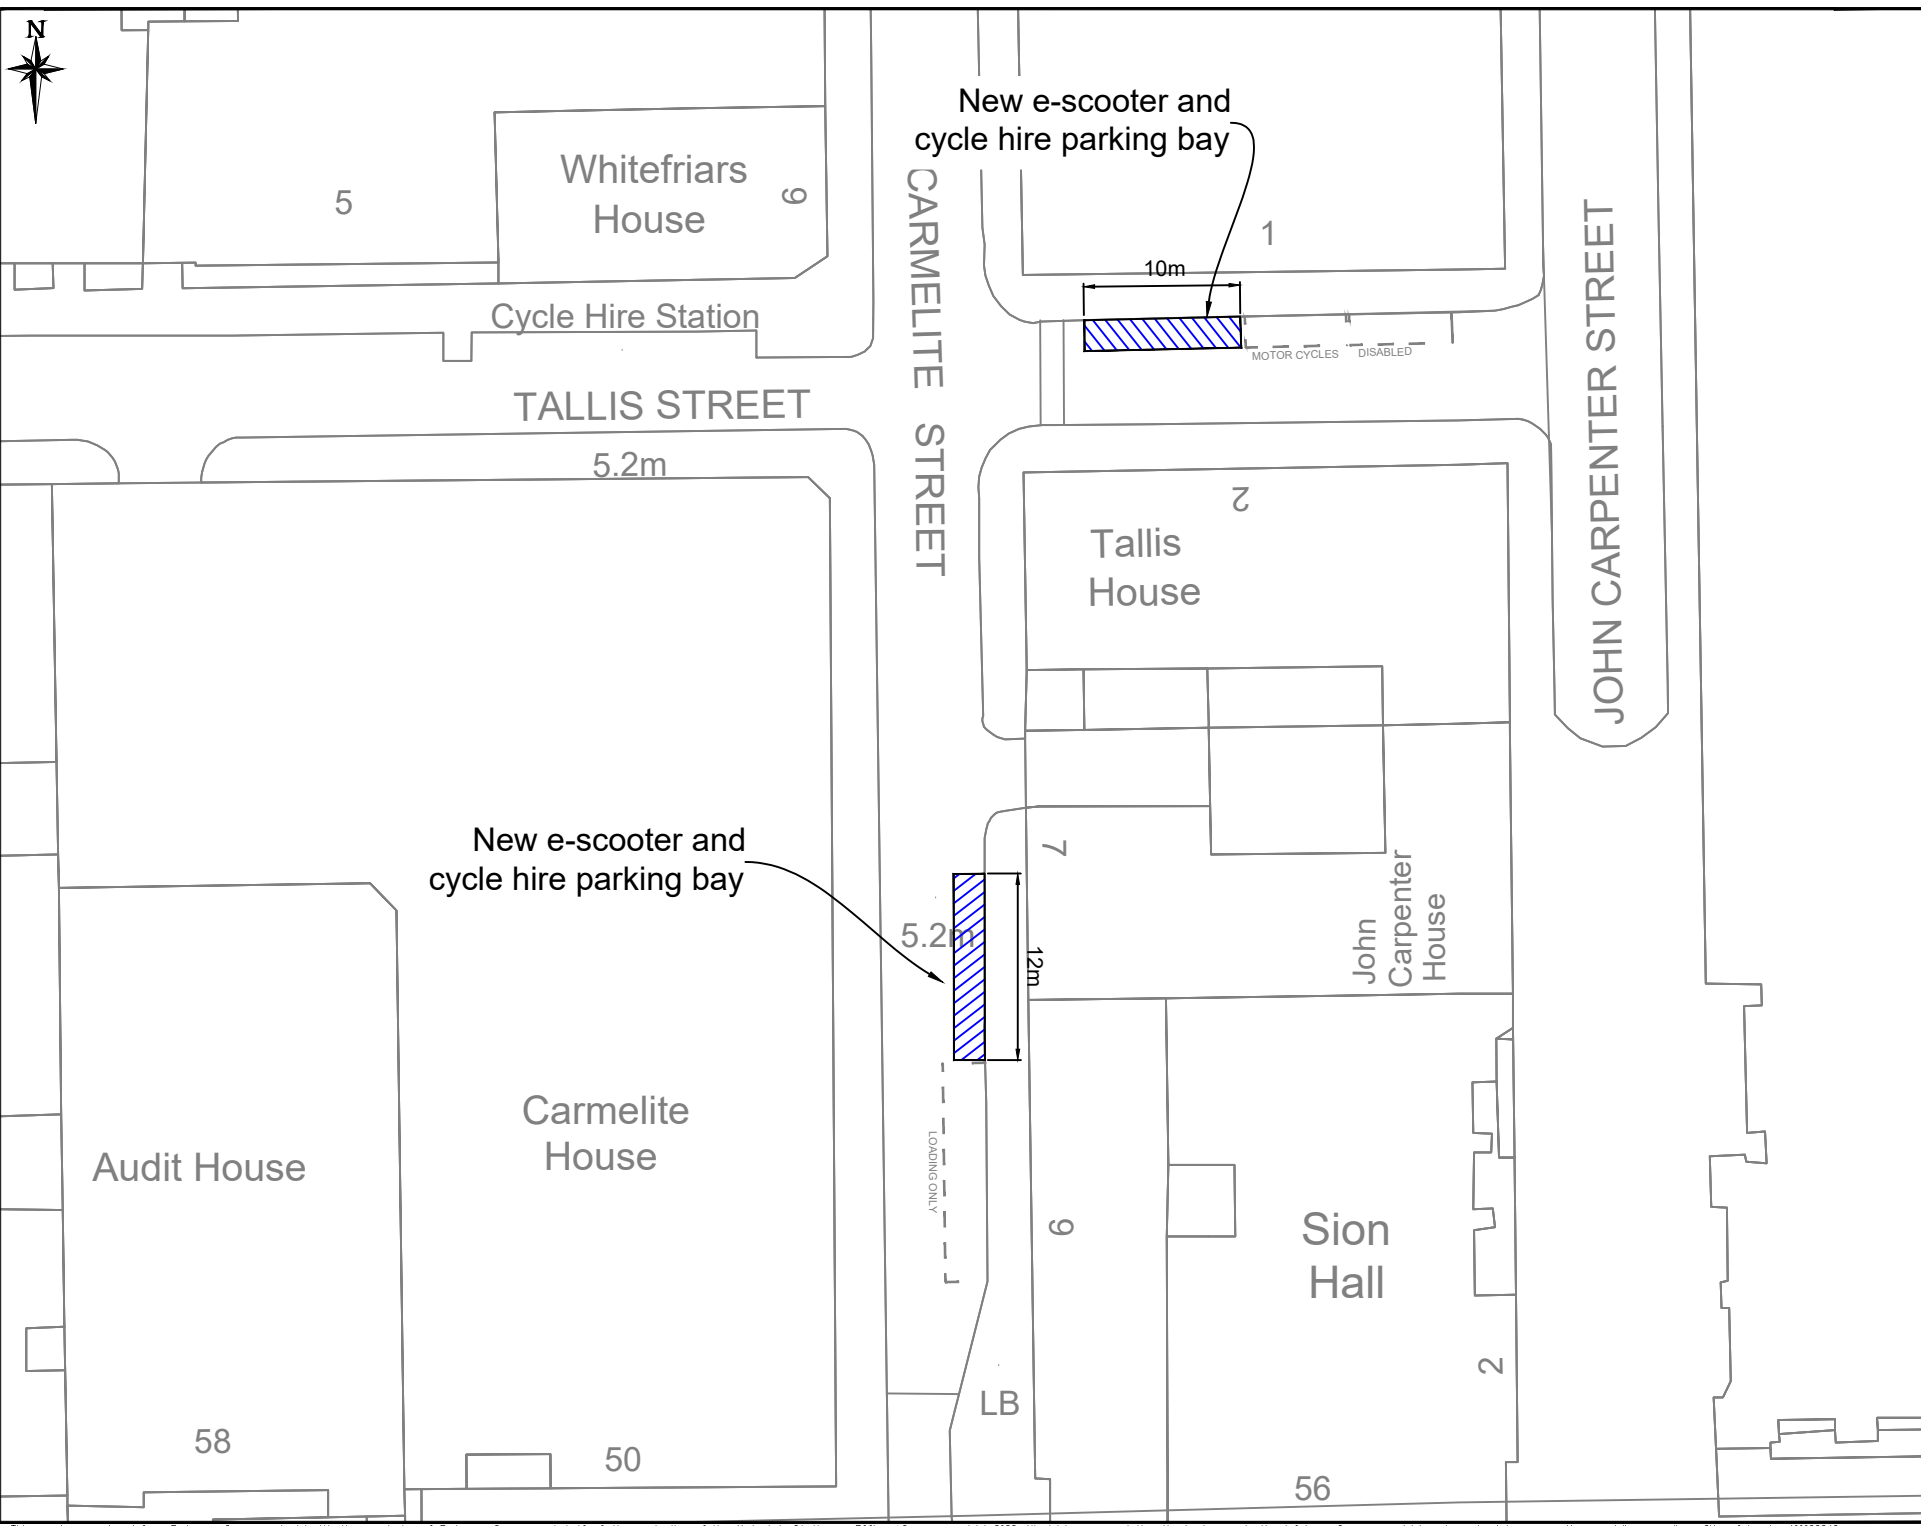 N
New e-scooter and
cycle hire parking bay
Whitefriars
House
9
5
1
10m
Cycle Hire Station
MOTOR CYCLES
DISABLED
CARMELITE STREET
TALLIS STREET
JOHN CARPENTER STREET
5.2m
2
Tallis
House
New e-scooter and
cycle hire parking bay
7
5.2m
12m
John
Carpenter
House
Carmelite
House
Audit House
LOADING ONLY
9
Sion
Hall
2
LB
58
50
56